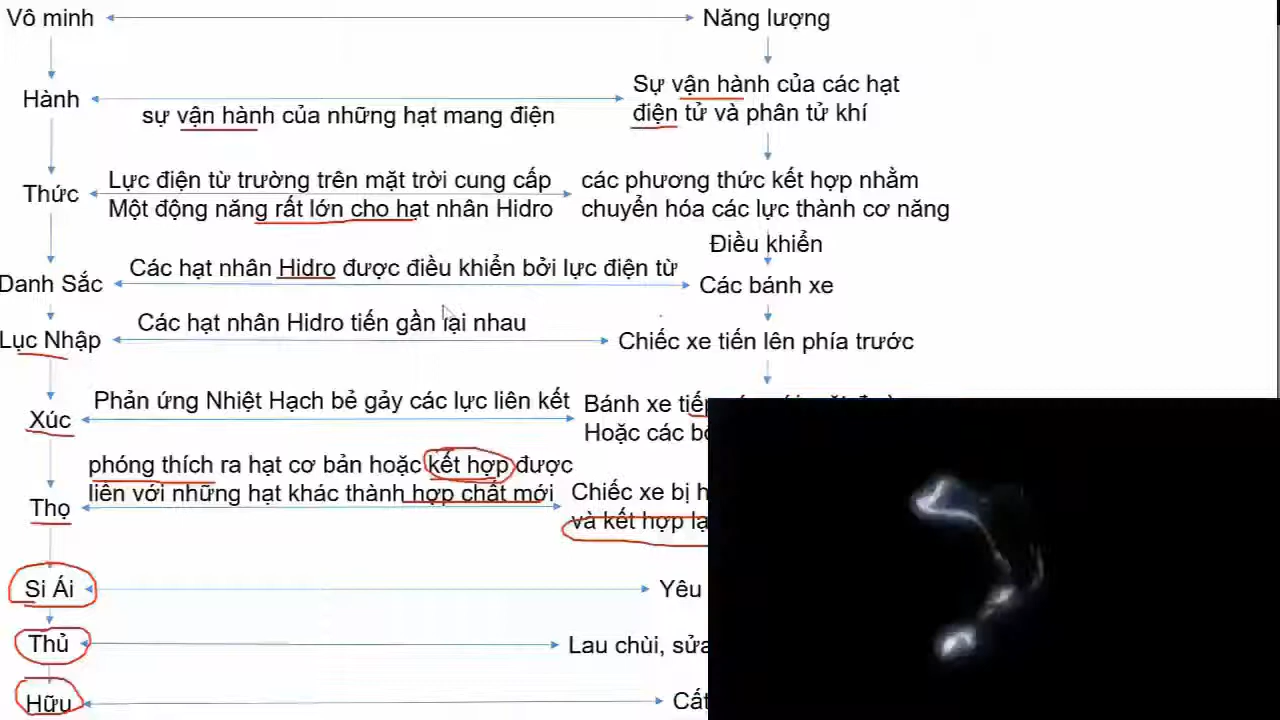 Vô minh
Năng lượng
Hành
sự vận hành của những hạt mang điện
Sự vận hành của các hạt
điện tử và phân tử khí
Thức
Lực điện từ trường trên mặt trời cung cấp
Một động năng rất lớn cho hạt nhân Hidro
các phương thức kết hợp nhằm
chuyển hóa các lực thành cơ năng
Điều khiển
Danh Sắc
Các hạt nhân Hidro được điều khiển bởi lực điện từ
Các bánh xe
Lục Nhập
Các hạt nhân Hidro tiến gần lại nhau
Chiếc xe tiến lên phía trước
Xúc
Phản ứng Nhiệt Hạch bẻ gảy các lực liên kết
Bánh xe
Hoặc các
Thọ
phóng thích ra hạt cơ bản hoặc kết hợp được
liên với những hạt khác thành hợp chất mới
Chiếc xe bị
và kết hợp
Si Ái
Yêu
Thủ
Lau chùi, sửa
Hữu